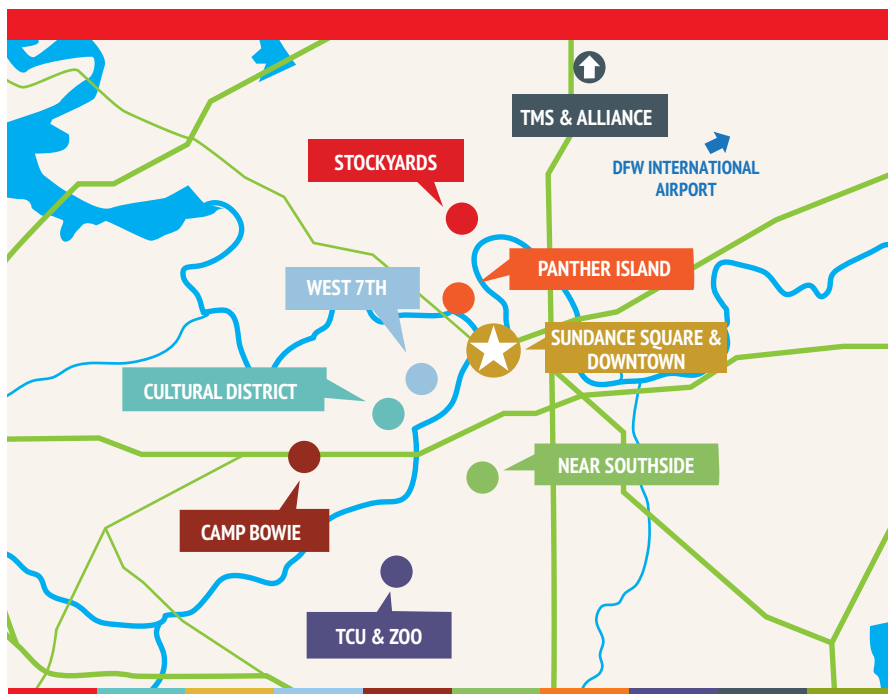 TMS & ALLIANCE
STOCKYARDS
DFW INTERNATIONAL
AIRPORT
PANTHER ISLAND
WEST 7TH
SUNDANCE SQUARE &
DOWNTOWN
CULTURAL DISTRICT
NEAR SOUTHSIDE
CAMP BOWIE
TCU & ZOO